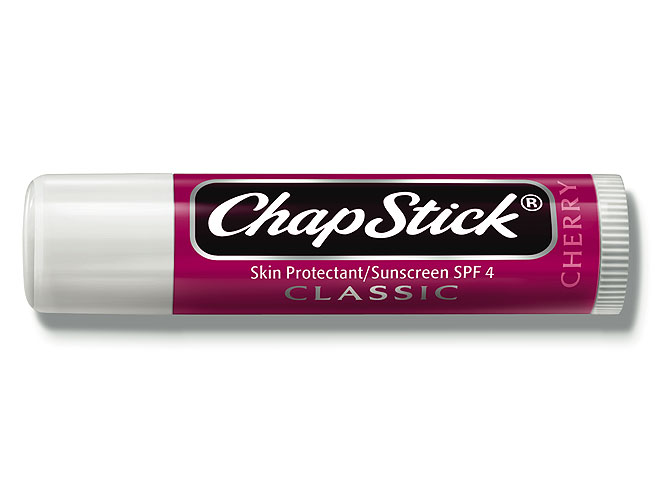 ChapStick®
Skin Protectant/Sunscreen SPF 4
CLASSIC
CHERRY